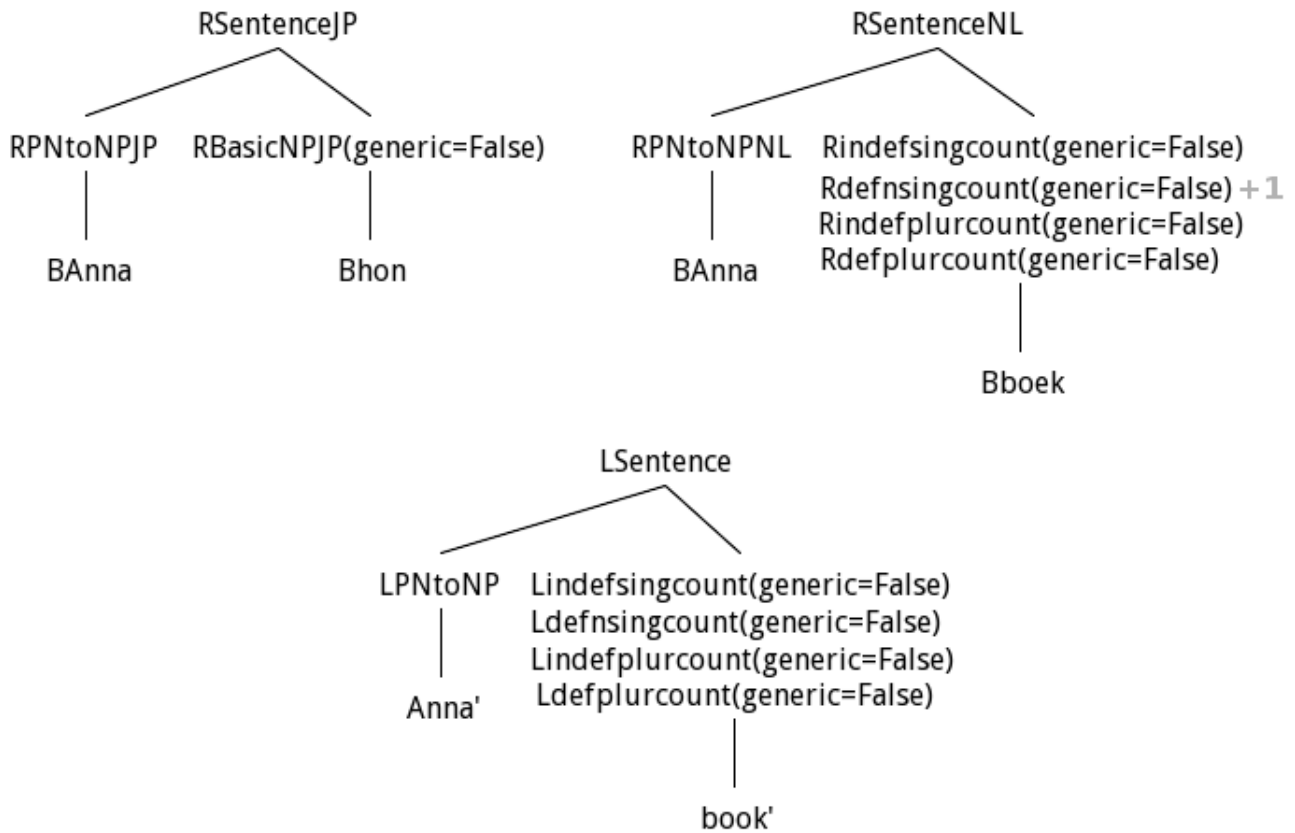 RSentenceJP
RPNtoNPJP RBasicNPJP(generic=False)
BAnna Bhon
RSentenceNL
RPNtoNPNL Rindefsingcount(generic=False)
Rdefnsingcount(generic=False) +1
Rindefplurcount(generic=False)
Rdefplurcount(generic=False)
BAnna
Bboek
LSentence
LPNtoNP Lindefsingcount(generic=False)
Ldefnsingcount(generic=False)
Lindefplurcount(generic=False)
Ldefplurcount(generic=False)
Anna'
book'